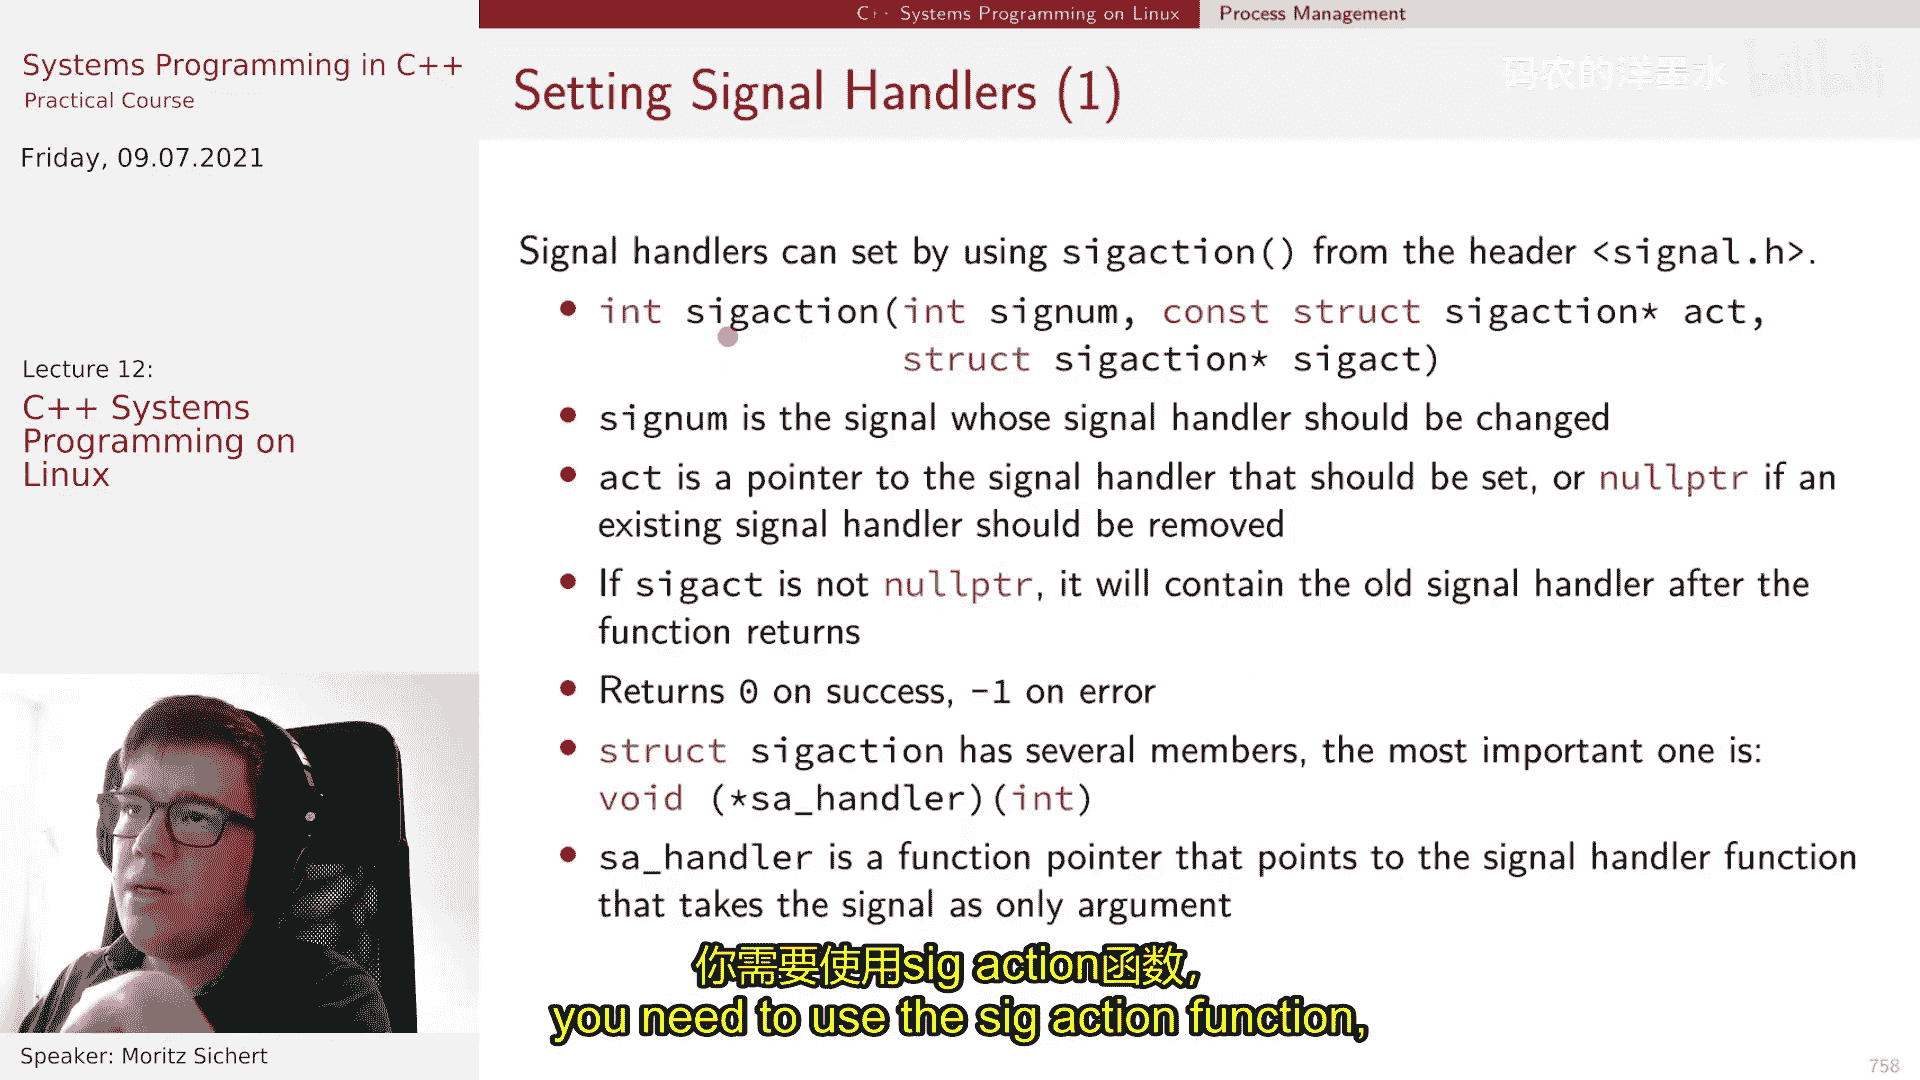 C++ Systems Programming on Linux
Process Management
Systems Programming in C++
Practical Course
Friday, 09.07.2021
Lecture 12:
C++ Systems
Programming on
Linux
Speaker: Moritz Sichert
码农的洋墨水
bilibili
Setting Signal Handlers (1)
Signal handlers can set by using sigaction() from the header <signal.h>.
• int sigaction(int signum, const struct sigaction* act,
struct sigaction* sigact)
• signum is the signal whose signal handler should be changed
• act is a pointer to the signal handler that should be set, or nullptr if an
existing signal handler should be removed
• If sigact is not nullptr, it will contain the old signal handler after the
function returns
• Returns 0 on success, -1 on error
• struct sigaction has several members, the most important one is:
void (*sa_handler)(int)
• sa_handler is a function pointer that points to the signal handler function
that takes the signal as only argument
你需要使用sig action函数,
you need to use the sig action function,
758